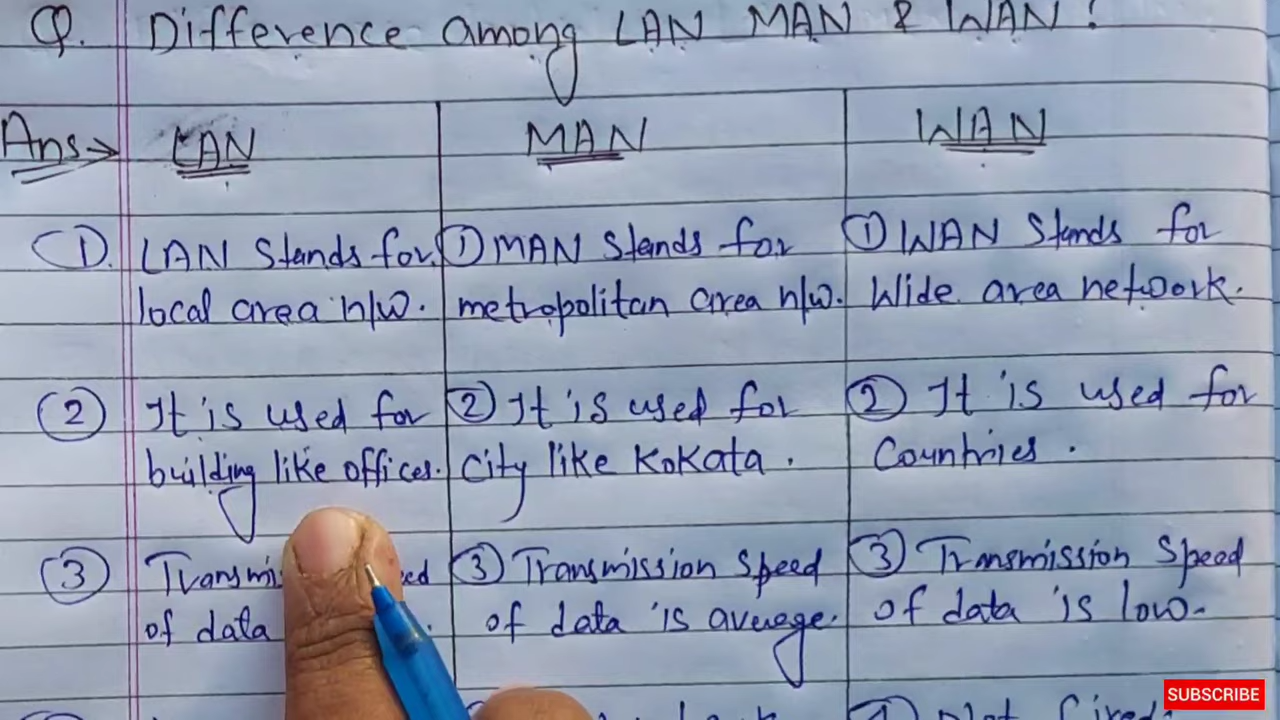 Q. Difference among LAN MAN & WAN?
Ans→ LAN MAN WAN
①. LAN Stands for ① MAN Stands for ① WAN Stands for
local area n/w. metropolitan area n/w. Wide area network.
② It is used for ② It is used for ② It is used for
building like offices. City like Kokata. Countries.
③ ③ Transmission Speed ③ Transmission Speed
of data of data is average. of data is low.
④ Not
SUBSCRIBE